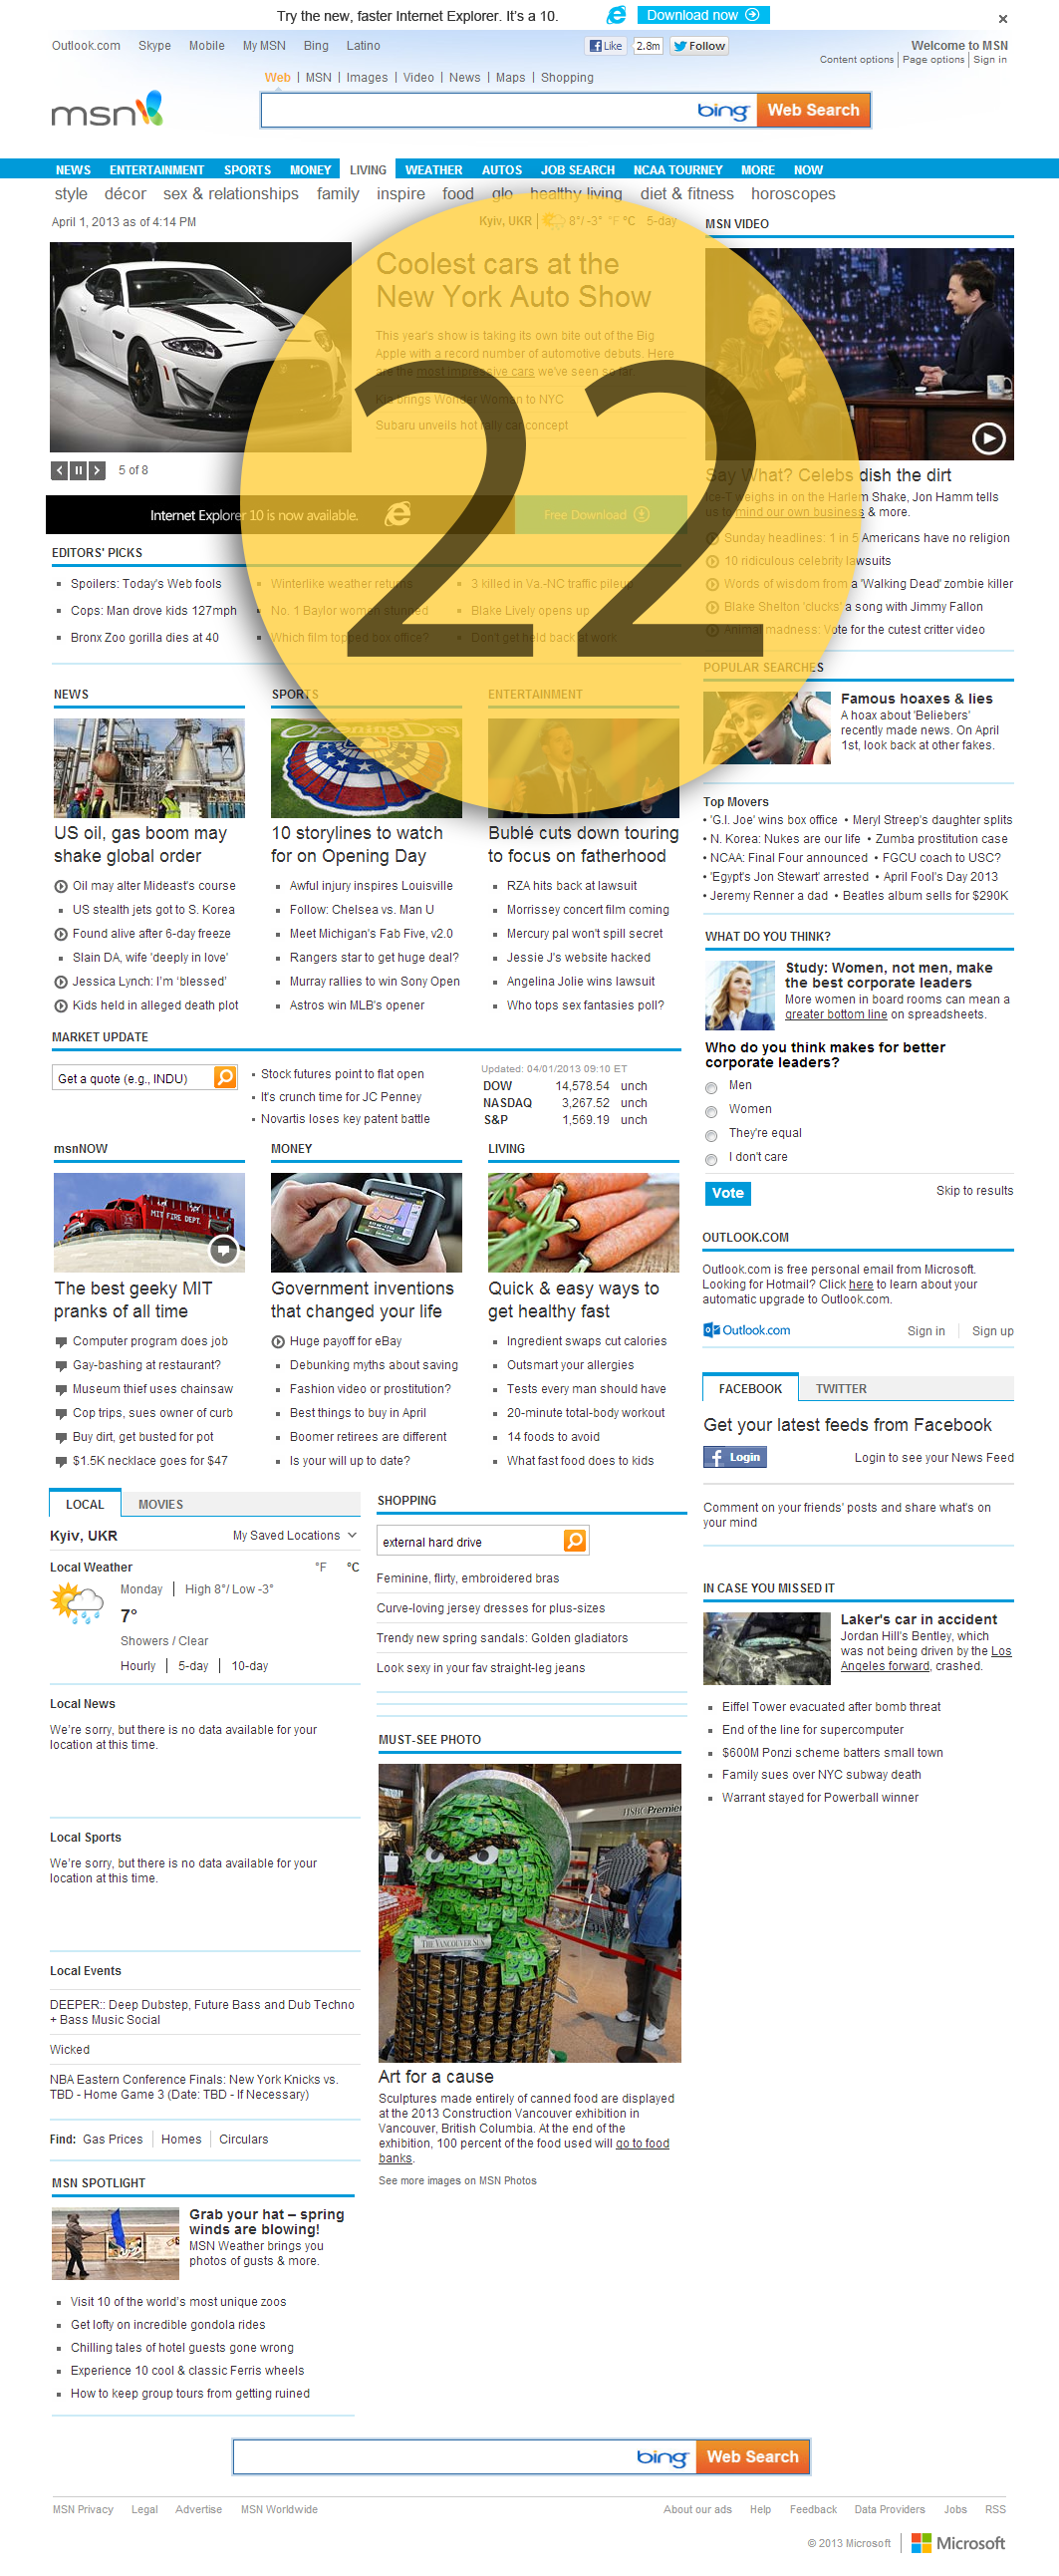 Try the new, faster Internet Explorer. It's a 10.
Download now
Outlook.com Skype Mobile My MSN Bing Latino
Like 2.8m Follow
Welcome to MSN
Content options Page options Sign in
Web MSN Images Video News Maps Shopping
msn
bing Web Search
NEWS ENTERTAINMENT SPORTS MONEY LIVING WEATHER AUTOS JOB SEARCH NCAA TOURNEY MORE NOW
style décor sex & relationships family inspire food glo healthy living diet & fitness horoscopes
April 1, 2013 as of 4:14 PM
Kyiv, UKR 8°/ -3° °F °C 5-day
Coolest cars at the
New York Auto Show
This year's show is taking its own bite out of the Big
Apple with a record number of automotive debuts. Here
are the most impressive cars we've seen so far.
Kia brings Wonder Woman to NYC
Subaru unveils hot rally car concept
5 of 8
22
Internet Explorer 10 is now available.
Free Download
EDITORS' PICKS
Spoilers: Today's Web fools
Cops: Man drove kids 127mph
Bronx Zoo gorilla dies at 40
Winterlike weather returns
No. 1 Baylor women stunned
Which film topped box office?
3 killed in Va.-NC traffic pileup
Blake Lively opens up
Don't get held back at work
MSN VIDEO
Say What? Celebs dish the dirt
Ice-T weighs in on the Harlem Shake, Jon Hamm tells
us to mind our own business & more.
Sunday headlines: 1 in 5 Americans have no religion
10 ridiculous celebrity lawsuits
Words of wisdom from a 'Walking Dead' zombie killer
Blake Shelton 'clucks' a song with Jimmy Fallon
Animal madness: Vote for the cutest critter video
POPULAR SEARCHES
Famous hoaxes & lies
A hoax about 'Beliebers'
recently made news. On April
1st, look back at other fakes.
Top Movers
• 'G.I. Joe' wins box office • Meryl Streep's daughter splits
• N. Korea: Nukes are our life • Zumba prostitution case
• NCAA: Final Four announced • FGCU coach to USC?
• 'Egypt's Jon Stewart' arrested • April Fool's Day 2013
• Jeremy Renner a dad • Beatles album sells for $290K
NEWS
US oil, gas boom may
shake global order
Oil may alter Mideast's course
US stealth jets got to S. Korea
Found alive after 6-day freeze
Slain DA, wife 'deeply in love'
Jessica Lynch: I'm 'blessed'
Kids held in alleged death plot
SPORTS
Opening Day
10 storylines to watch
for on Opening Day
Awful injury inspires Louisville
Follow: Chelsea vs. Man U
Meet Michigan's Fab Five, v2.0
Rangers star to get huge deal?
Murray rallies to win Sony Open
Astros win MLB's opener
ENTERTAINMENT
Bublé cuts down touring
to focus on fatherhood
RZA hits back at lawsuit
Morrissey concert film coming
Mercury pal won't spill secret
Jessie J's website hacked
Angelina Jolie wins lawsuit
Who tops sex fantasies poll?
WHAT DO YOU THINK?
Study: Women, not men, make
the best corporate leaders
More women in board rooms can mean a
greater bottom line on spreadsheets.
Who do you think makes for better
corporate leaders?
Men
Women
They're equal
I don't care
Vote
Skip to results
MARKET UPDATE
Get a quote (e.g., INDU)
Stock futures point to flat open
It's crunch time for JC Penney
Novartis loses key patent battle
Updated: 04/01/2013 09:10 ET
DOW 14,578.54 unch
NASDAQ 3,267.52 unch
S&P 1,569.19 unch
msnNOW
MIT FIRE DEPT.
The best geeky MIT
pranks of all time
Computer program does job
Gay-bashing at restaurant?
Museum thief uses chainsaw
Cop trips, sues owner of curb
Buy dirt, get busted for pot
$1.5K necklace goes for $47
MONEY
Government inventions
that changed your life
Huge payoff for eBay
Debunking myths about saving
Fashion video or prostitution?
Best things to buy in April
Boomer retirees are different
Is your will up to date?
LIVING
Quick & easy ways to
get healthy fast
Ingredient swaps cut calories
Outsmart your allergies
Tests every man should have
20-minute total-body workout
14 foods to avoid
What fast food does to kids
OUTLOOK.COM
Outlook.com is free personal email from Microsoft.
Looking for Hotmail? Click here to learn about your
automatic upgrade to Outlook.com.
Outlook.com Sign in Sign up
FACEBOOK TWITTER
Get your latest feeds from Facebook
Login
Login to see your News Feed
Comment on your friends' posts and share what's on
your mind
LOCAL MOVIES
Kyiv, UKR My Saved Locations
Local Weather °F °C
Monday High 8°/ Low -3°
7°
Showers / Clear
Hourly 5-day 10-day
Local News
We're sorry, but there is no data available for your
location at this time.
Local Sports
We're sorry, but there is no data available for your
location at this time.
Local Events
DEEPER:: Deep Dubstep, Future Bass and Dub Techno
+ Bass Music Social
Wicked
NBA Eastern Conference Finals: New York Knicks vs.
TBD - Home Game 3 (Date: TBD - If Necessary)
Find: Gas Prices Homes Circulars
SHOPPING
external hard drive
Feminine, flirty, embroidered bras
Curve-loving jersey dresses for plus-sizes
Trendy new spring sandals: Golden gladiators
Look sexy in your fav straight-leg jeans
MUST-SEE PHOTO
HSBC Premier
THE VANCOUVER SUN
Art for a cause
Sculptures made entirely of canned food are displayed
at the 2013 Construction Vancouver exhibition in
Vancouver, British Columbia. At the end of the
exhibition, 100 percent of the food used will go to food
banks.
See more images on MSN Photos
IN CASE YOU MISSED IT
Laker's car in accident
Jordan Hill's Bentley, which
was not being driven by the Los
Angeles forward, crashed.
Eiffel Tower evacuated after bomb threat
End of the line for supercomputer
$600M Ponzi scheme batters small town
Family sues over NYC subway death
Warrant stayed for Powerball winner
MSN SPOTLIGHT
Grab your hat – spring
winds are blowing!
MSN Weather brings you
photos of gusts & more.
Visit 10 of the world's most unique zoos
Get lofty on incredible gondola rides
Chilling tales of hotel guests gone wrong
Experience 10 cool & classic Ferris wheels
How to keep group tours from getting ruined
bing Web Search
MSN Privacy Legal Advertise MSN Worldwide
About our ads Help Feedback Data Providers Jobs RSS
© 2013 Microsoft Microsoft